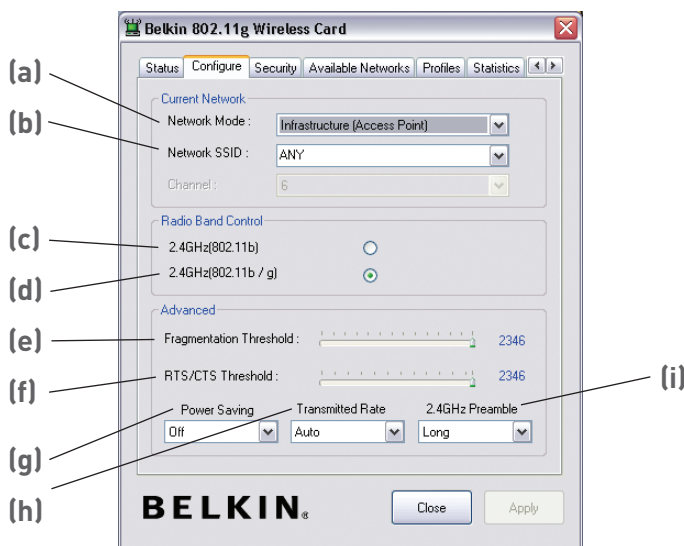 Belkin 802.11g Wireless Card
Status Configure Security Available Networks Profiles Statistics
Current Network
(a)
Network Mode : Infrastructure (Access Point)
(b)
Network SSID : ANY
Channel : 6
Radio Band Control
(c)
2.4GHz(802.11b)
(d)
2.4GHz(802.11b / g)
Advanced
(e)
Fragmentation Threshold : 2346
(f)
RTS/CTS Threshold : 2346
(i)
Power Saving Transmitted Rate 2.4GHz Preamble
Off Auto Long
(g)
(h)
BELKIN® Close Apply